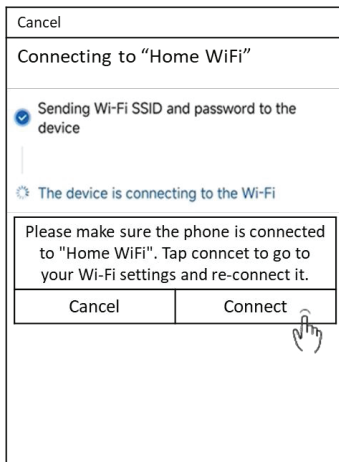 Cancel
Connecting to “Home WiFi”
Sending Wi-Fi SSID and password to the
device
The device is connecting to the Wi-Fi
Please make sure the phone is connected
to "Home WiFi". Tap conncet to go to
your Wi-Fi settings and re-connect it.
Cancel
Connect